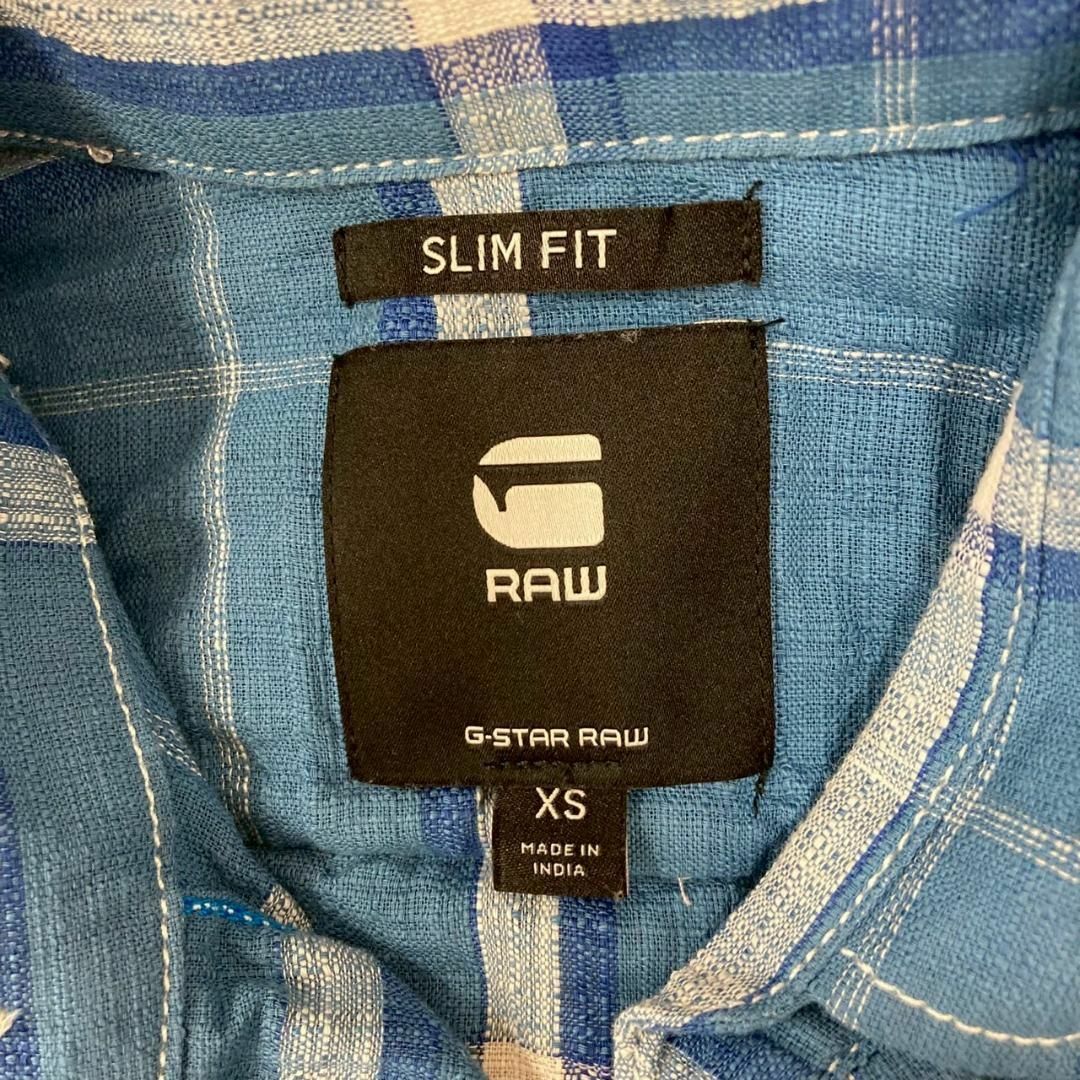 SLIM FIT
RAW
G-STAR RAW
XS
MADE IN
INDIA